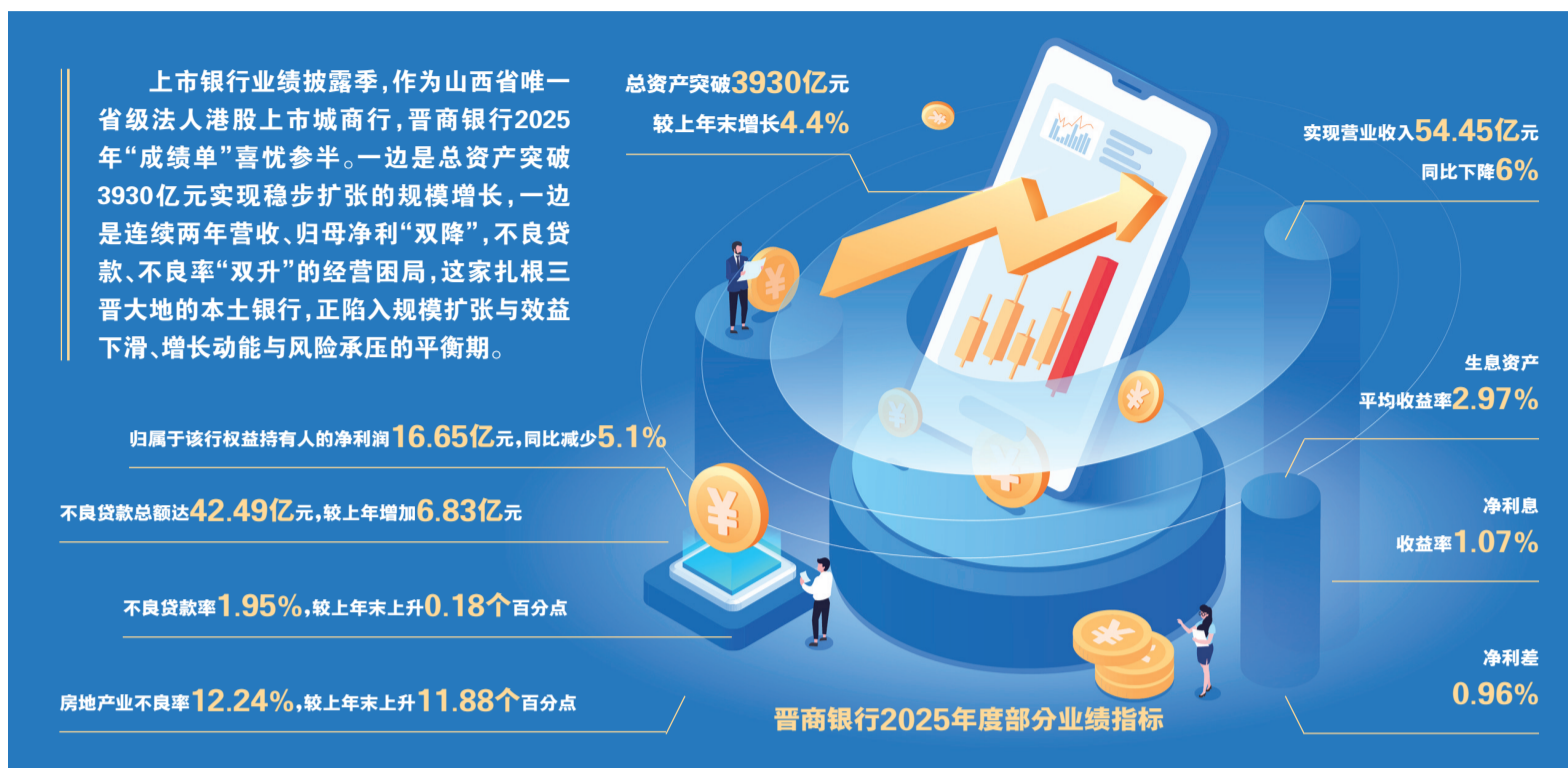 上市银行业绩披露季,作为山西省唯一
省级法人港股上市城商行,晋商银行2025
年“成绩单”喜忧参半。一边是总资产突破
3930亿元实现稳步扩张的规模增长,一边
是连续两年营收、归母净利“双降”,不良贷
款、不良率“双升”的经营困局,这家扎根三
晋大地的本土银行,正陷入规模扩张与效益
下滑、增长动能与风险承压的平衡期。
总资产突破3930亿元
较上年末增长4.4%
实现营业收入54.45亿元
同比下降6%
生息资产
平均收益率2.97%
净利息
收益率1.07%
净利差
0.96%
归属于该行权益持有人的净利润16.65亿元,同比减少5.1%
不良贷款总额达42.49亿元,较上年增加6.83亿元
不良贷款率1.95%,较上年末上升0.18个百分点
房地产业不良率12.24%,较上年末上升11.88个百分点
晋商银行2025年度部分业绩指标